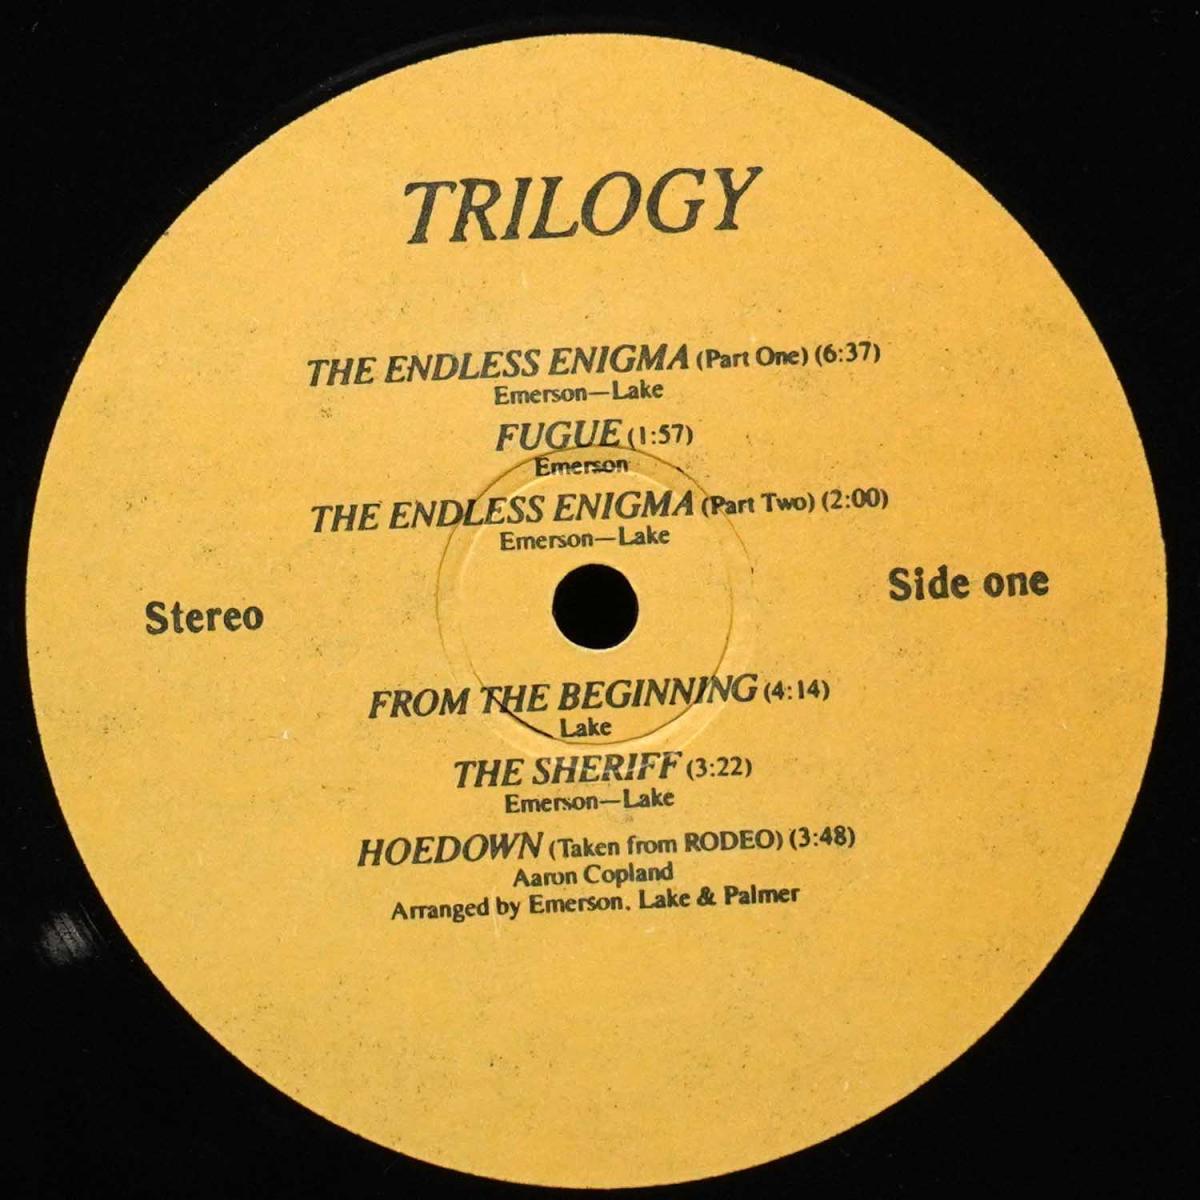 TRILOGY
THE ENDLESS ENIGMA (Part One) (6:37)
Emerson—Lake
FUGUE (1:57)
Emerson
THE ENDLESS ENIGMA (Part Two) (2:00)
Emerson—Lake
Stereo
Side one
FROM THE BEGINNING (4:14)
Lake
THE SHERIFF (3:22)
Emerson—Lake
HOEDOWN (Taken from RODEO) (3:48)
Aaron Copland
Arranged by Emerson. Lake & Palmer